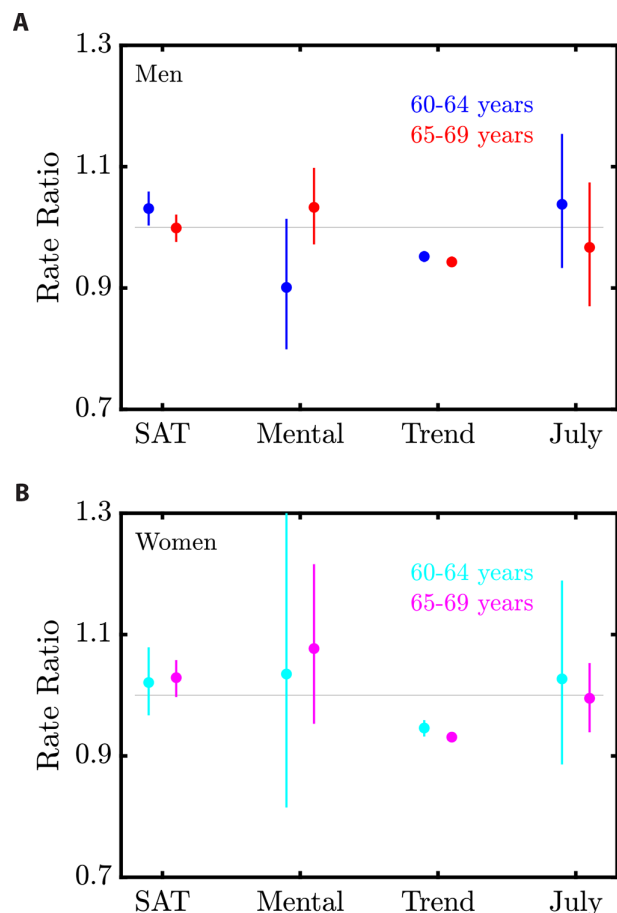 A
1.3
Men
60-64 years
65-69 years
1.1
Rate Ratio
0.9
0.7
SAT Mental Trend July
B
1.3
Women
60-64 years
65-69 years
1.1
Rate Ratio
0.9
0.7
SAT Mental Trend July